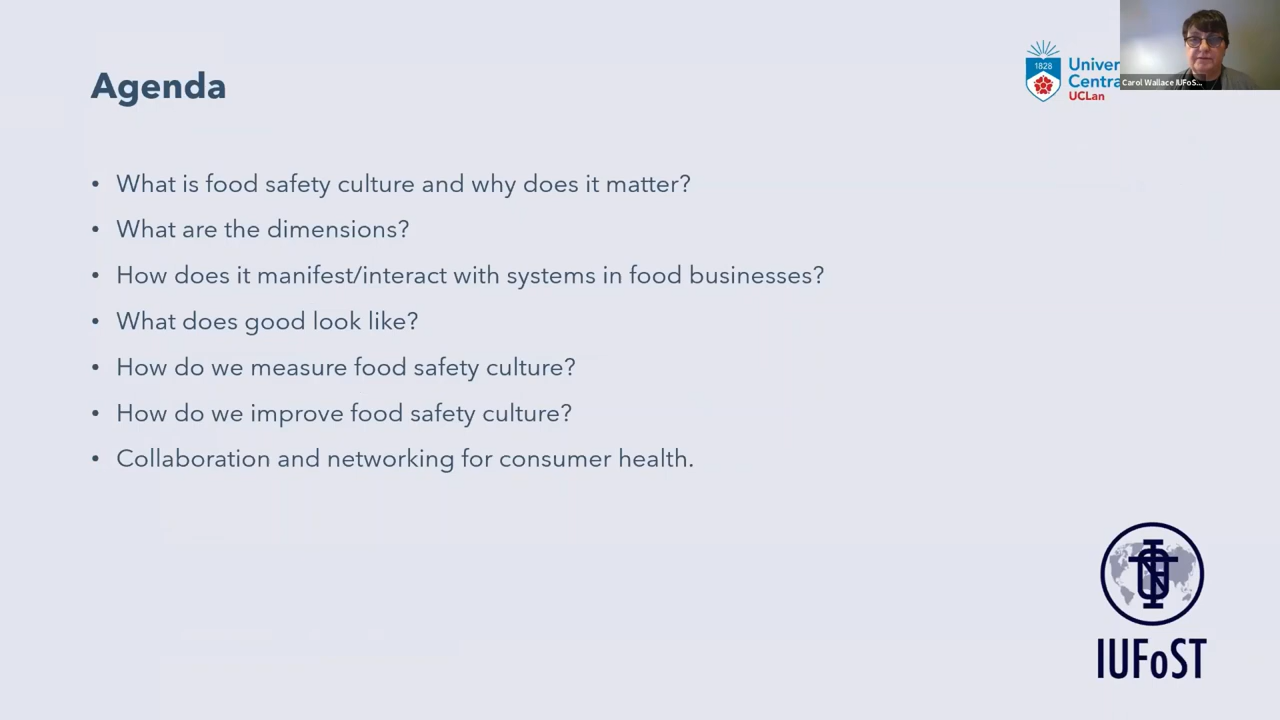 Agenda
1828
Univer
Centra
UCLan
Carol Wallace IUFoS...
• What is food safety culture and why does it matter?
• What are the dimensions?
• How does it manifest/interact with systems in food businesses?
• What does good look like?
• How do we measure food safety culture?
• How do we improve food safety culture?
• Collaboration and networking for consumer health.
IUFoST